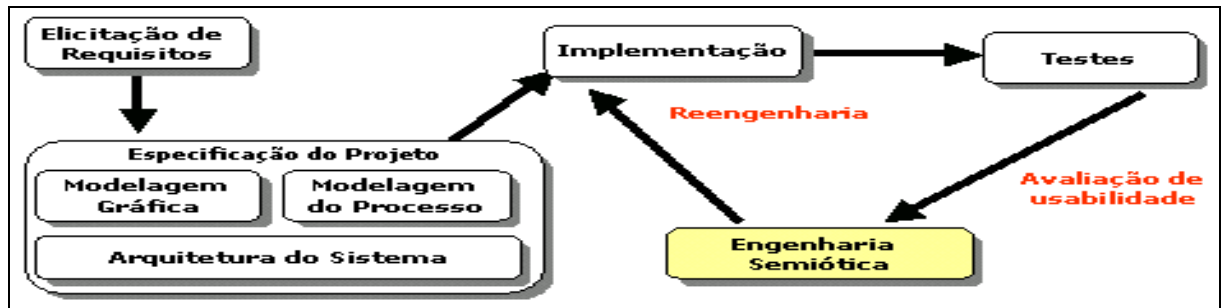 Elicitação de
Requisitos
Especificação do Projeto
Modelagem
Gráfica
Modelagem
do Processo
Arquitetura do Sistema
Implementação
Testes
Reengenharia
Avaliação de
usabilidade
Engenharia
Semiótica